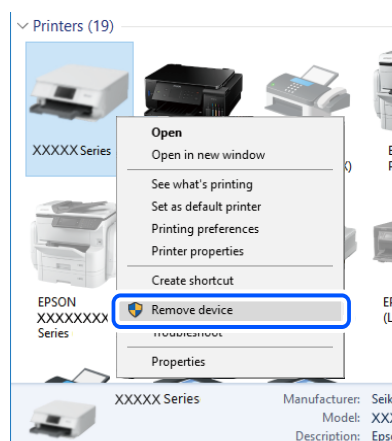 Printers (19)
XXXXX Series
Open
Open in new window
See what's printing
Set as default printer
Printing preferences
Printer properties
Create shortcut
Remove device
Troubleshoot
Properties
EPSON
XXXXXXXX
Series
XXXXX Series
Manufacturer:
Model:
Description: